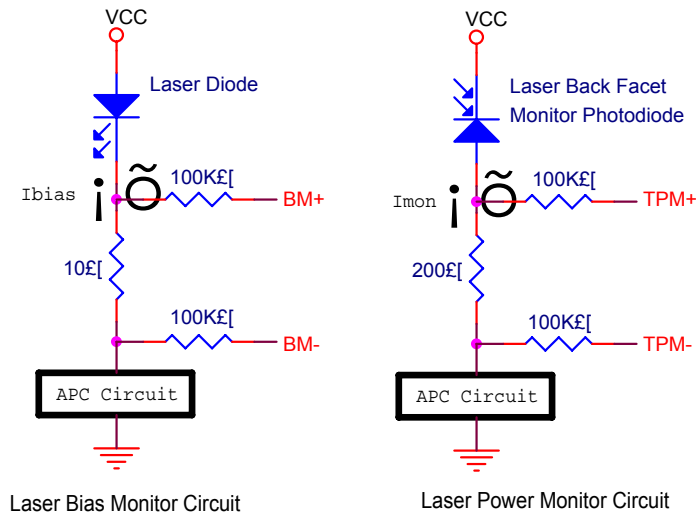 VCC
Laser Diode
Ibias
¡
õ
100K£[
BM+
10£[
100K£[
BM-
APC Circuit
Laser Bias Monitor Circuit
VCC
Laser Back Facet
Monitor Photodiode
Imon
¡
õ
100K£[
TPM+
200£[
100K£[
TPM-
APC Circuit
Laser Power Monitor Circuit